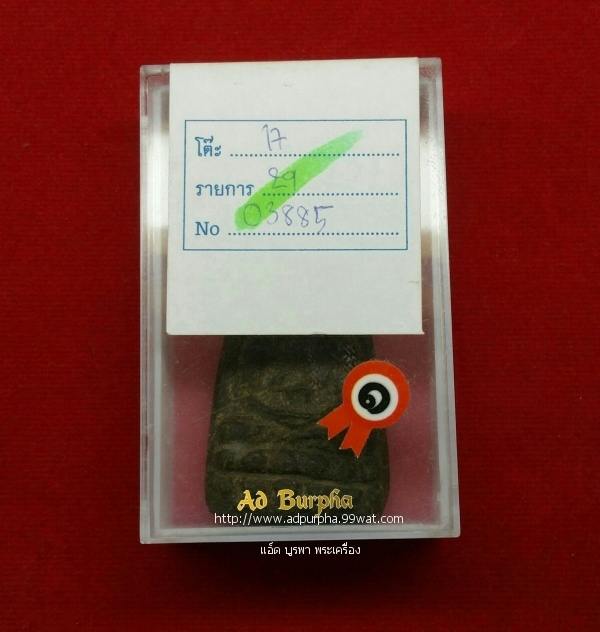 โต๊ะ 17
รายการ 29
No 03885
๑
Ad Burpha
http://www.adpurpha.99wat.com
แอ็ด บูรพา พระเครื่อง